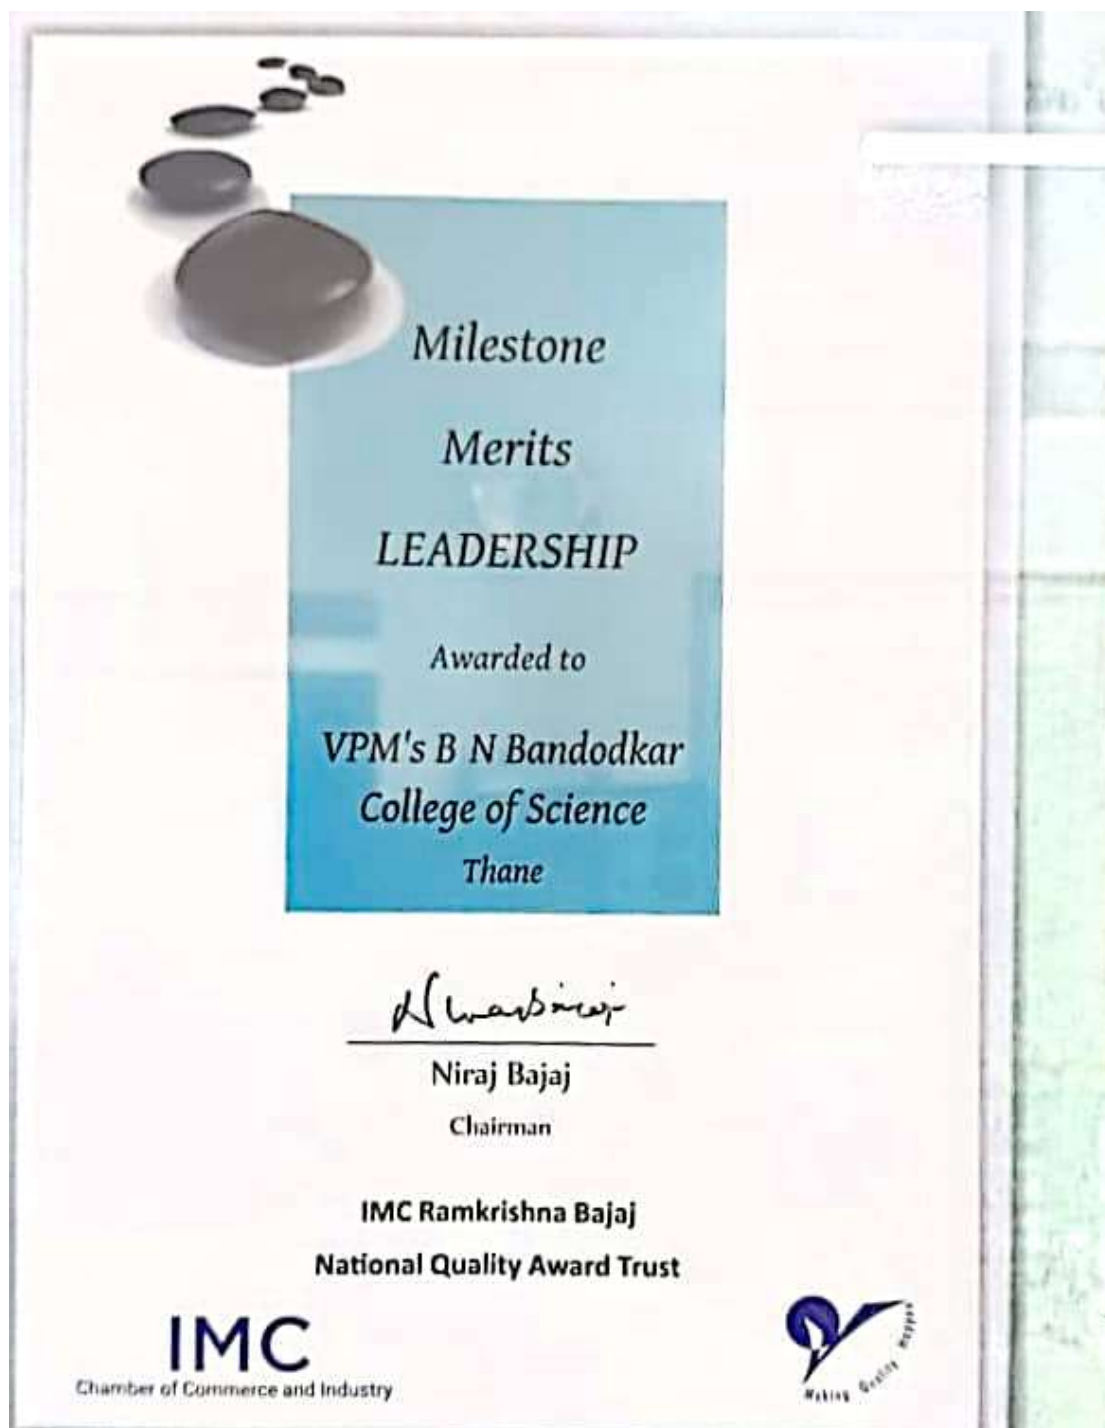 Milestone
Merits
LEADERSHIP
Awarded to
VPM's B N Bandodkar
College of Science
Thane
Niraj Bajaj
Chairman
IMC Ramkrishna Bajaj
National Quality Award Trust
IMC
Chamber of Commerce and Industry
Making Quality Happen